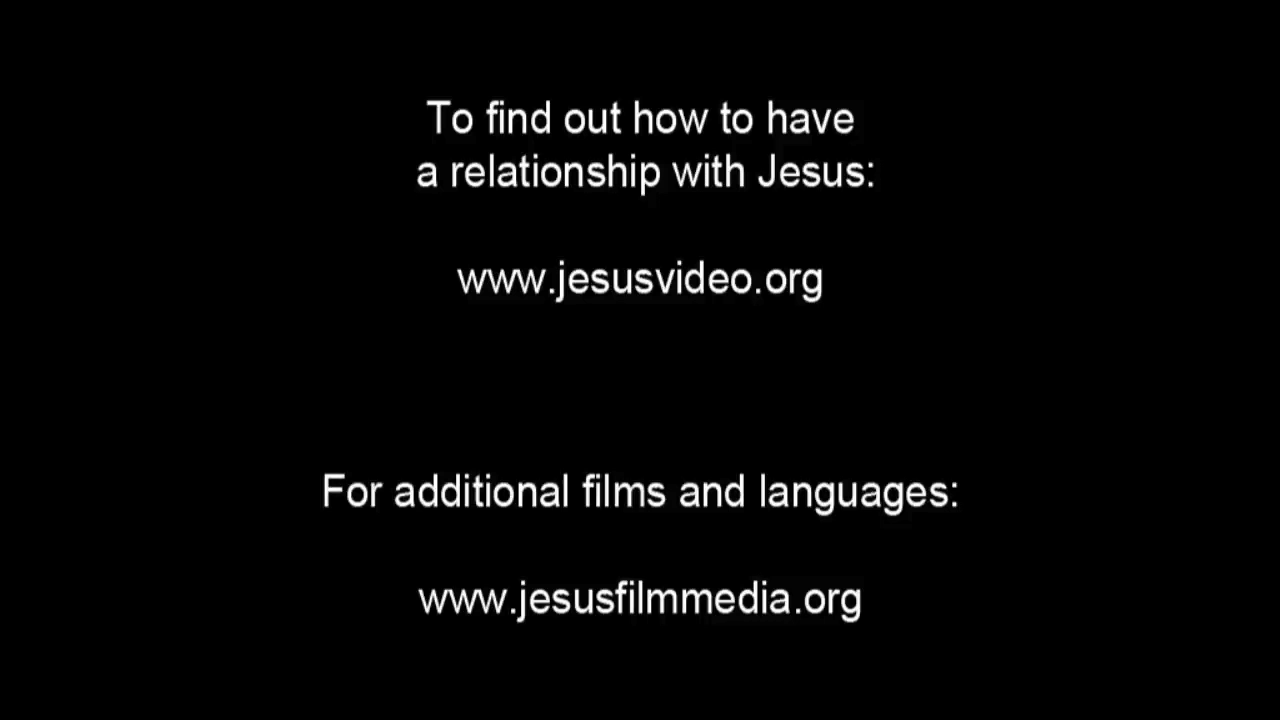 To find out how to have
a relationship with Jesus:
www.jesusvideo.org
For additional films and languages:
www.jesusfilmmedia.org